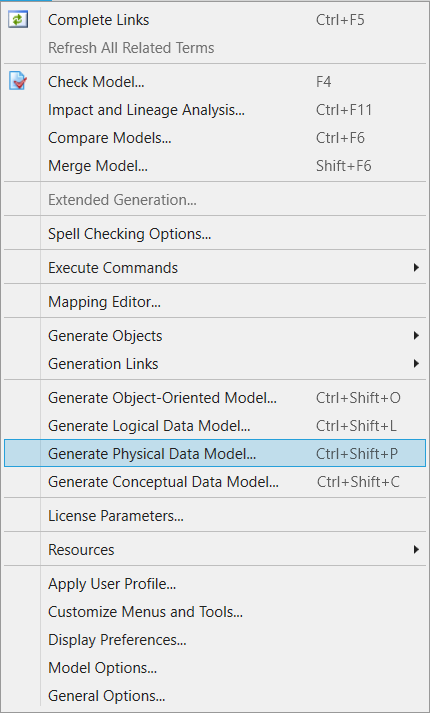 Complete Links Ctrl+F5
Refresh All Related Terms
Check Model... F4
Impact and Lineage Analysis... Ctrl+F11
Compare Models... Ctrl+F6
Merge Model... Shift+F6
Extended Generation...
Spell Checking Options...
Execute Commands
Mapping Editor...
Generate Objects
Generation Links
Generate Object-Oriented Model... Ctrl+Shift+O
Generate Logical Data Model... Ctrl+Shift+L
Generate Physical Data Model... Ctrl+Shift+P
Generate Conceptual Data Model... Ctrl+Shift+C
License Parameters...
Resources
Apply User Profile...
Customize Menus and Tools...
Display Preferences...
Model Options...
General Options...